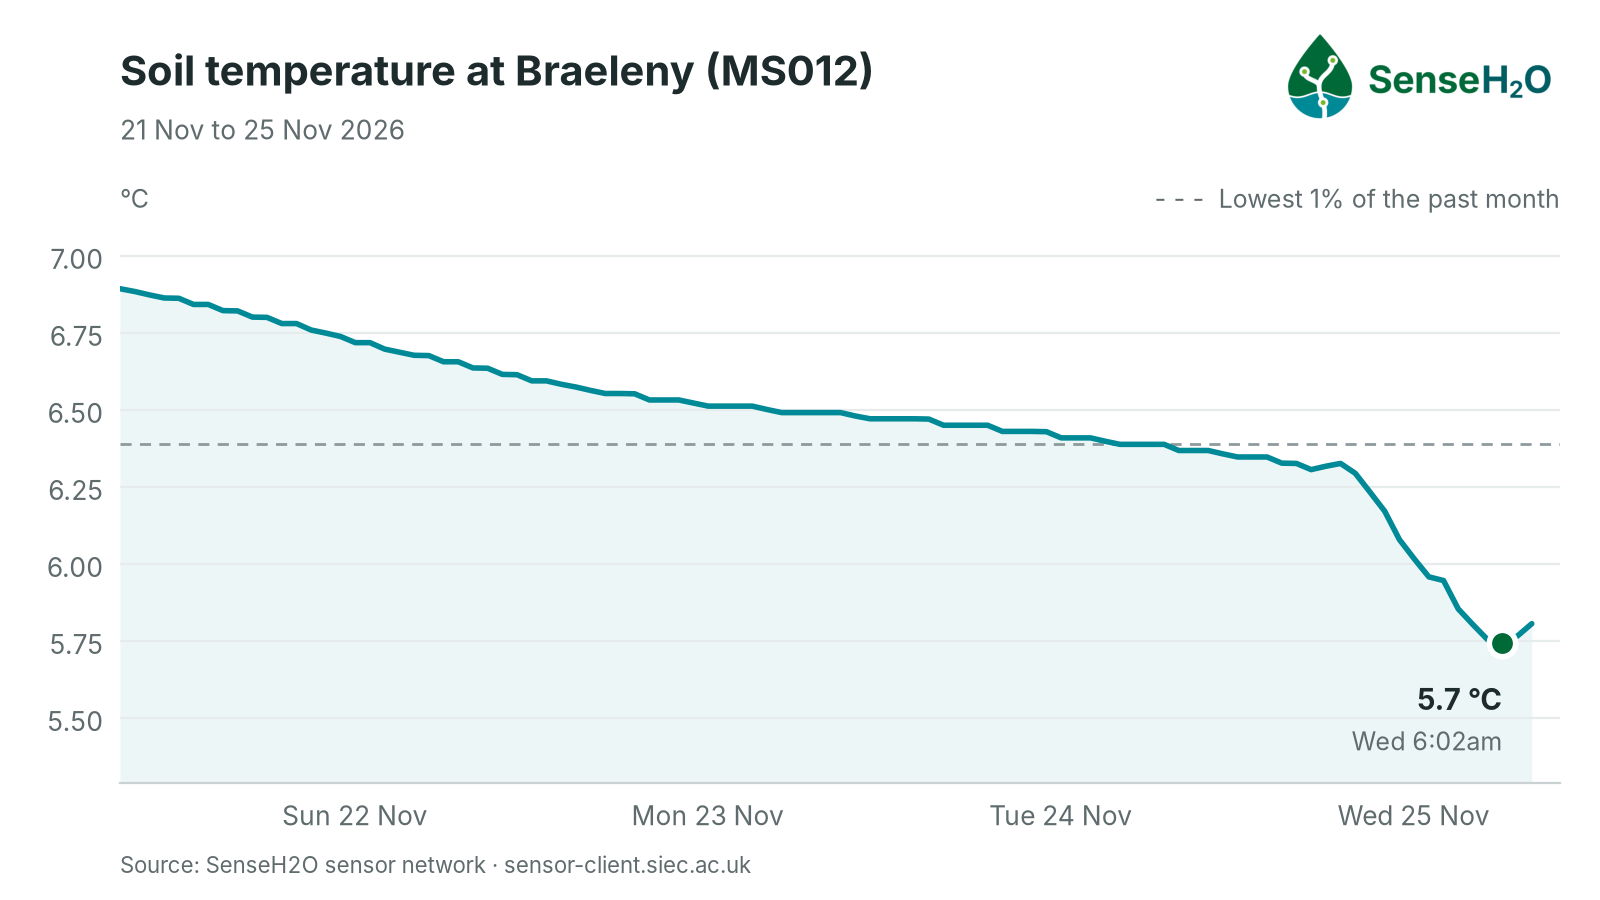 Soil temperature at Braeleny (MS012)
SenseH₂O
21 Nov to 25 Nov 2026
°C
--- Lowest 1% of the past month
7.00
6.75
6.50
6.25
6.00
5.75
5.50
5.7 °C
Wed 6:02am
Sun 22 Nov
Mon 23 Nov
Tue 24 Nov
Wed 25 Nov
Source: SenseH2O sensor network · sensor-client.siec.ac.uk